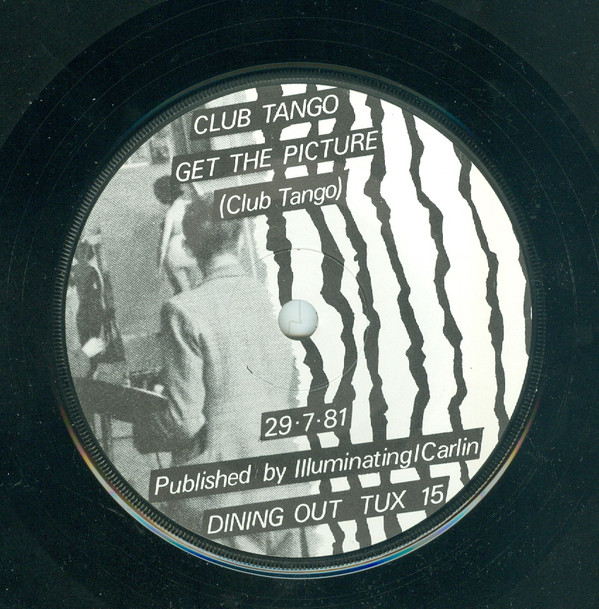 CLUB TANGO
GET THE PICTURE
(Club Tango)
29·7·81
Published by Illuminating/Carlin
DINING OUT TUX 15